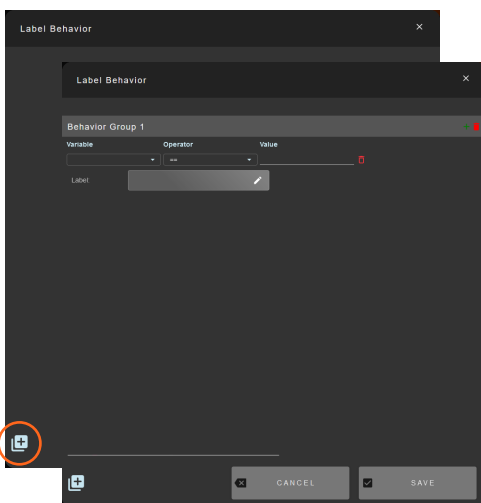 Label Behavior
Label Behavior
Behavior Group 1
Variable Operator Value
==
Label:
CANCEL SAVE